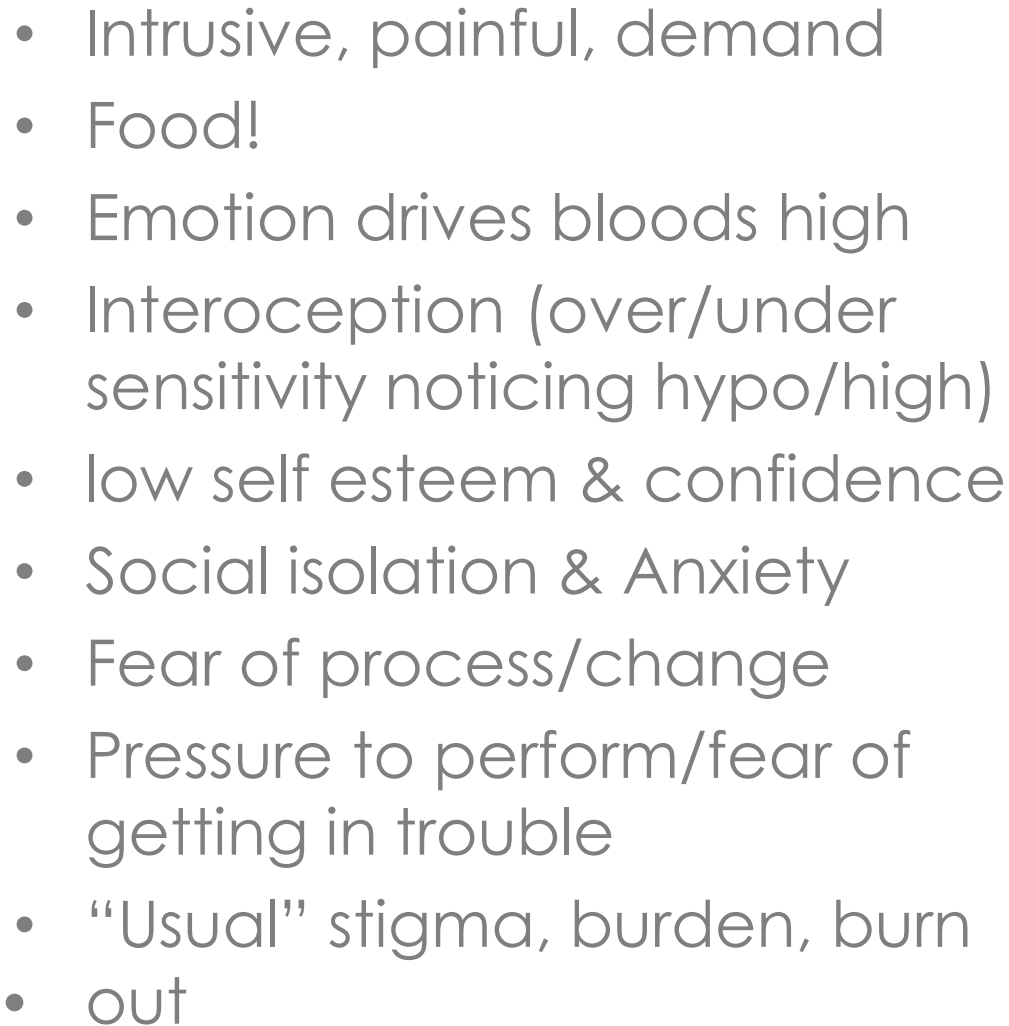 • Intrusive, painful, demand
• Food!
• Emotion drives bloods high
• Interoception (over/under
sensitivity noticing hypo/high)
• low self esteem & confidence
• Social isolation & Anxiety
• Fear of process/change
• Pressure to perform/fear of
getting in trouble
• “Usual” stigma, burden, burn
• out